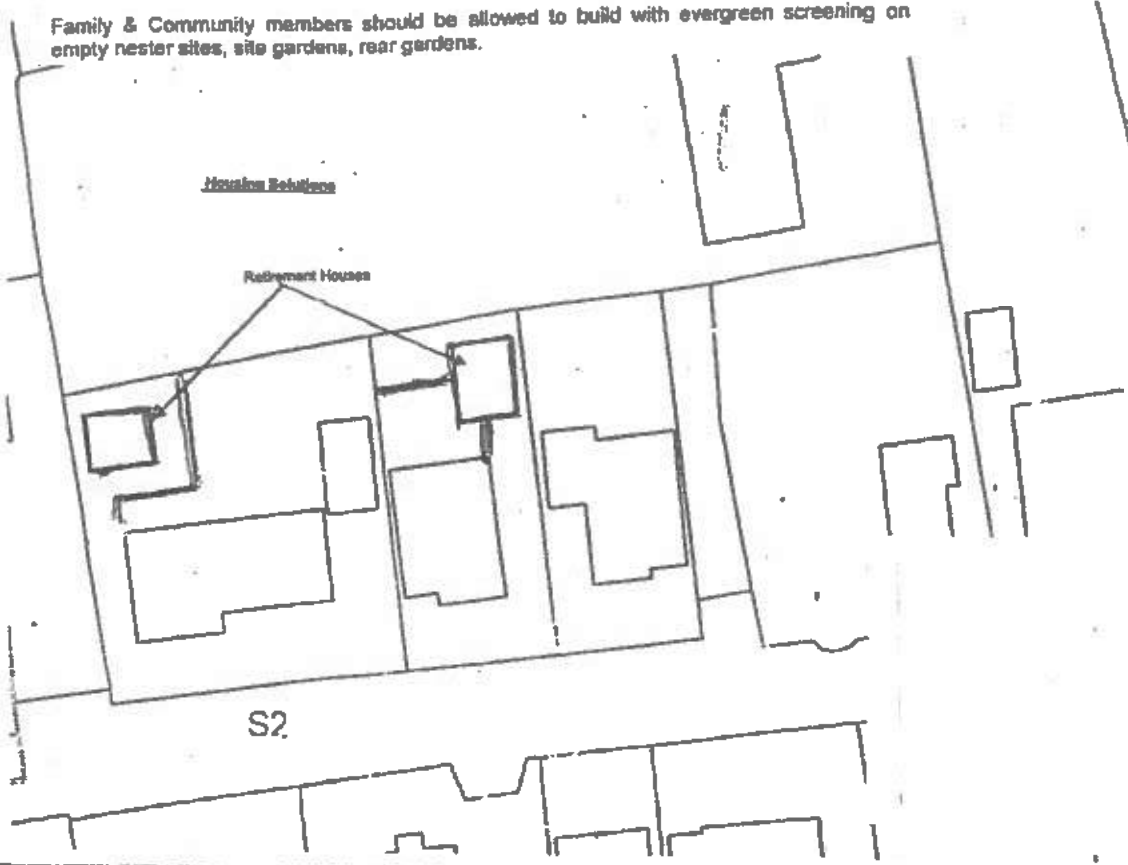 Family & Community members should be allowed to build with evergreen screening on
empty nester sites, site gardens, rear gardens.
Housing Solutions
Retirement Houses
S2